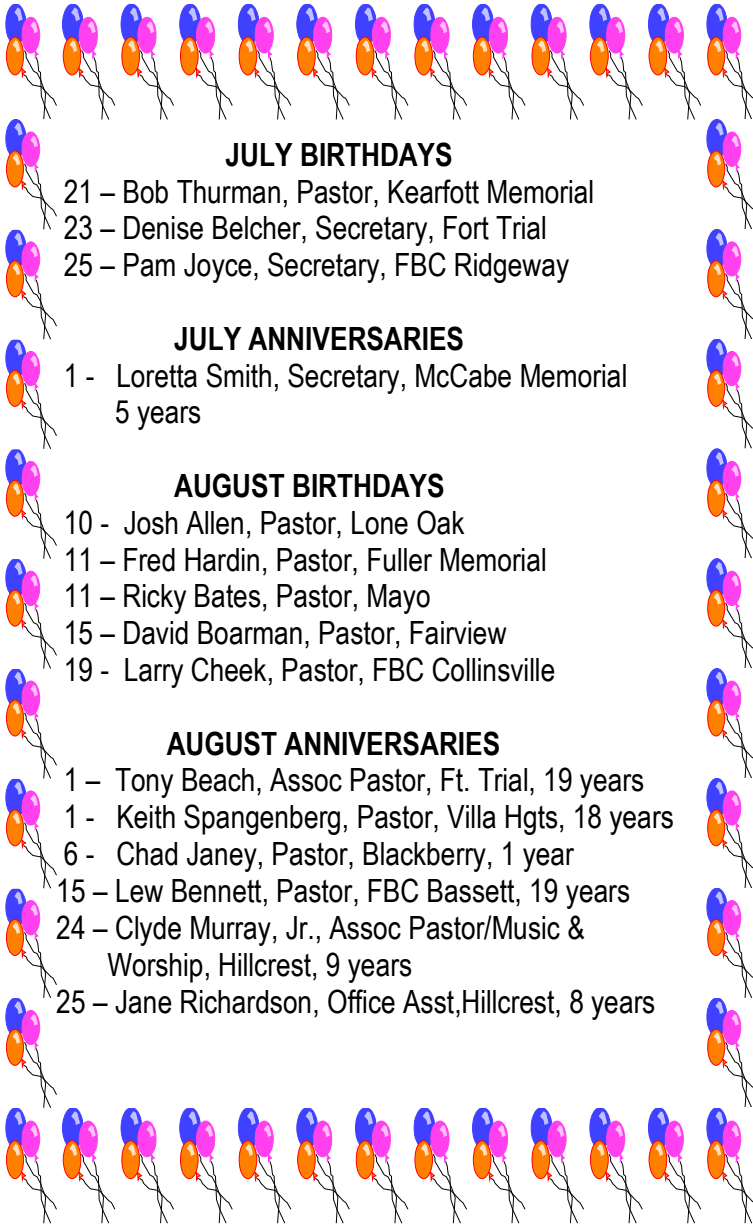 JULY BIRTHDAYS
21 – Bob Thurman, Pastor, Kearfott Memorial
23 – Denise Belcher, Secretary, Fort Trial
25 – Pam Joyce, Secretary, FBC Ridgeway
JULY ANNIVERSARIES
1 - Loretta Smith, Secretary, McCabe Memorial
5 years
AUGUST BIRTHDAYS
10 - Josh Allen, Pastor, Lone Oak
11 – Fred Hardin, Pastor, Fuller Memorial
11 – Ricky Bates, Pastor, Mayo
15 – David Boarman, Pastor, Fairview
19 - Larry Cheek, Pastor, FBC Collinsville
AUGUST ANNIVERSARIES
1 – Tony Beach, Assoc Pastor, Ft. Trial, 19 years
1 - Keith Spangenberg, Pastor, Villa Hgts, 18 years
6 - Chad Janey, Pastor, Blackberry, 1 year
15 – Lew Bennett, Pastor, FBC Bassett, 19 years
24 – Clyde Murray, Jr., Assoc Pastor/Music &
Worship, Hillcrest, 9 years
25 – Jane Richardson, Office Asst,Hillcrest, 8 years